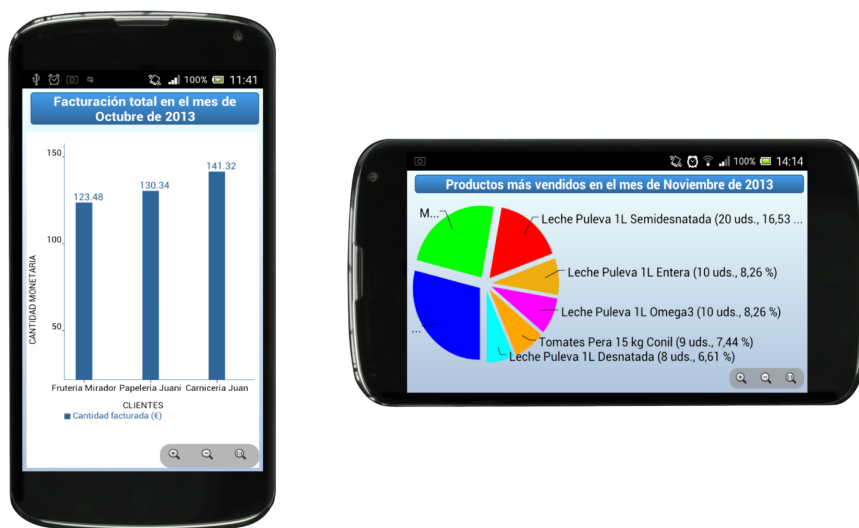 100% 11:41
Facturación total en el mes de
Octubre de 2013
150
123.48
130.34
141.32
100
50
CANTIDAD MONETARIA
Frutería Mirador Papelería Juani Carnicería Juan
CLIENTES
Cantidad facturada (€)
100% 14:14
Productos más vendidos en el mes de Noviembre de 2013
M...
Leche Puleva 1L Semidesnatada (20 uds., 16,53 ...
Leche Puleva 1L Entera (10 uds., 8,26 %)
Leche Puleva 1L Omega3 (10 uds., 8,26 %)
...
Tomates Pera 15 kg Conil (9 uds., 7,44 %)
Leche Puleva 1L Desnatada (8 uds., 6,61 %)